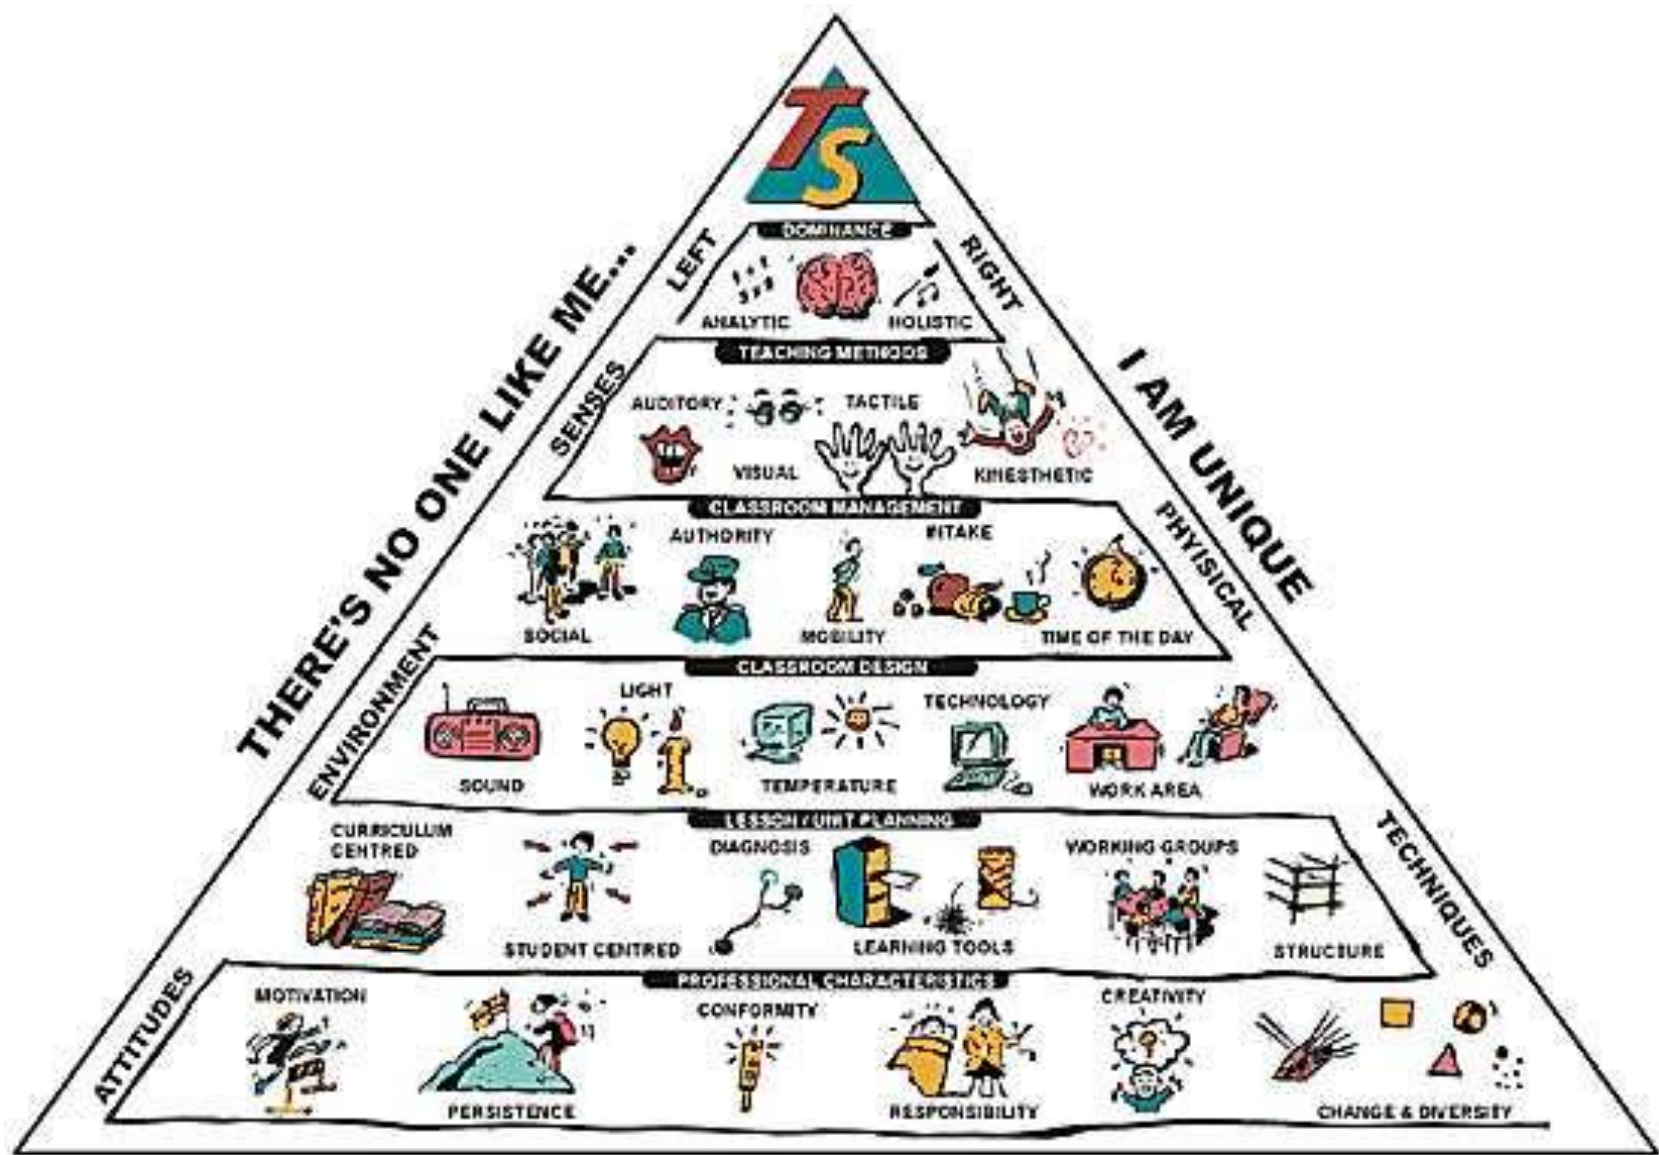 TS
THERE'S NO ONE LIKE ME...
I AM UNIQUE
LEFT
DOMINANCE
RIGHT
ANALYTIC
HOLISTIC
SENSES
TEACHING METHODS
AUDITORY
TACTILE
VISUAL
KINESTHETIC
PHYISICAL
CLASSROOM MANAGEMENT
AUTHORITY
SOCIAL
MOBILITY
TIME OF THE DAY
ENVIRONMENT
CLASSROOM DESIGN
LIGHT
TECHNOLOGY
SOUND
TEMPERATURE
WORK AREA
TECHNIQUES
LESSON / UNIT PLANNING
CURRICULUM
CENTRED
DIAGNOSIS
WORKING GROUPS
STUDENT CENTRED
LEARNING TOOLS
STRUCTURE
ATTITUDES
PROFESSIONAL CHARACTERISTICS
MOTIVATION
CONFORMITY
CREATIVITY
PERSISTENCE
RESPONSIBILITY
CHANGE & DIVERSITY